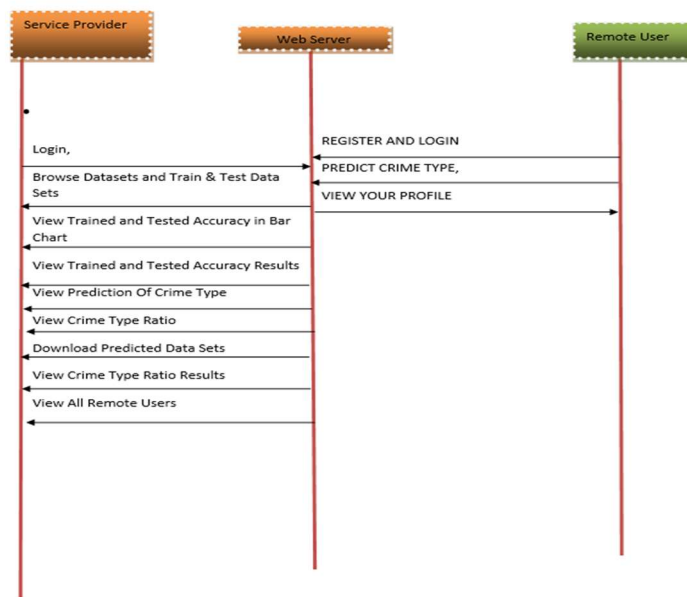 Service Provider
Web Server
Remote User
Login,
Browse Datasets and Train & Test Data
Sets
View Trained and Tested Accuracy in Bar
Chart
View Trained and Tested Accuracy Results
View Prediction Of Crime Type
View Crime Type Ratio
Download Predicted Data Sets
View Crime Type Ratio Results
View All Remote Users
REGISTER AND LOGIN
PREDICT CRIME TYPE,
VIEW YOUR PROFILE